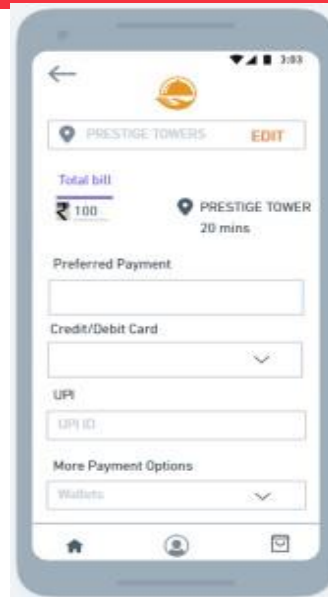 3:03
PRESTIGE TOWERS EDIT
Total bill
₹ 100
PRESTIGE TOWER
20 mins
Preferred Payment
Credit/Debit Card
UPI
UPI ID
More Payment Options
Wallets